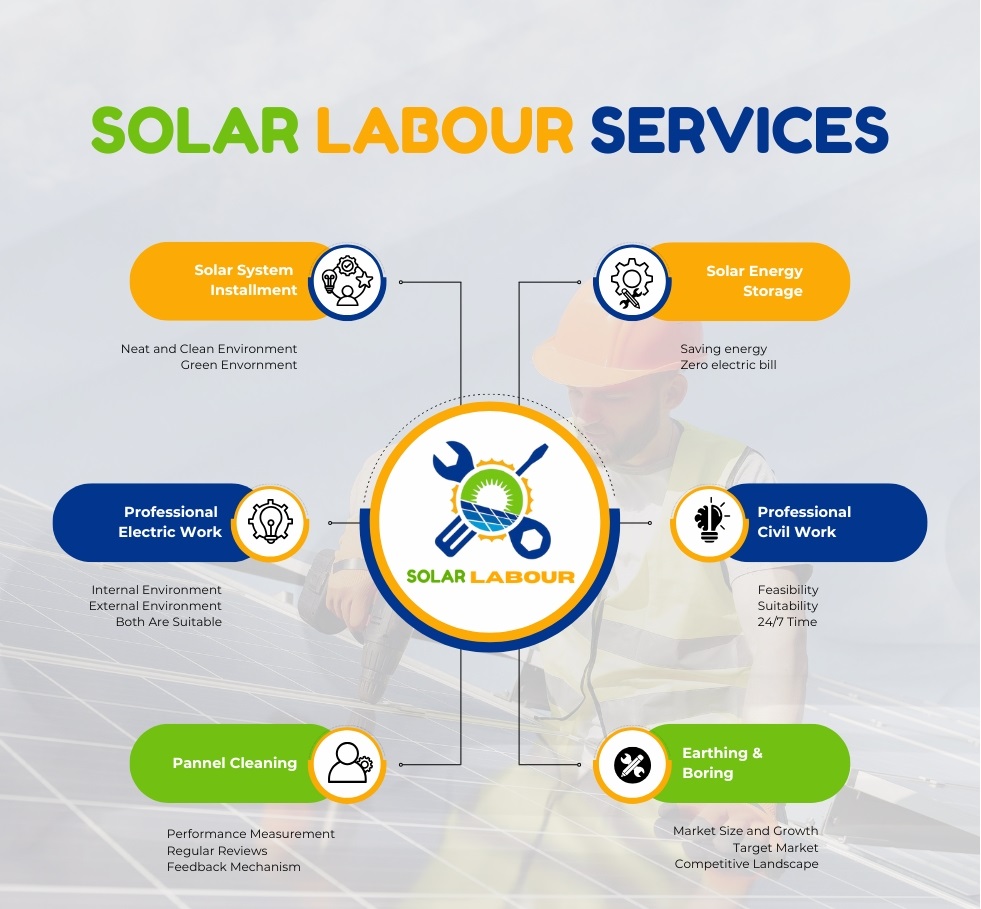 SOLAR LABOUR SERVICES
Solar System
Installment
Neat and Clean Environment
Green Envornment
Solar Energy
Storage
Saving energy
Zero electric bill
SOLAR LABOUR
Professional
Electric Work
Internal Environment
External Environment
Both Are Suitable
Professional
Civil Work
Feasibility
Suitability
24/7 Time
Pannel Cleaning
Performance Measurement
Regular Reviews
Feedback Mechanism
Earthing &
Boring
Market Size and Growth
Target Market
Competitive Landscape